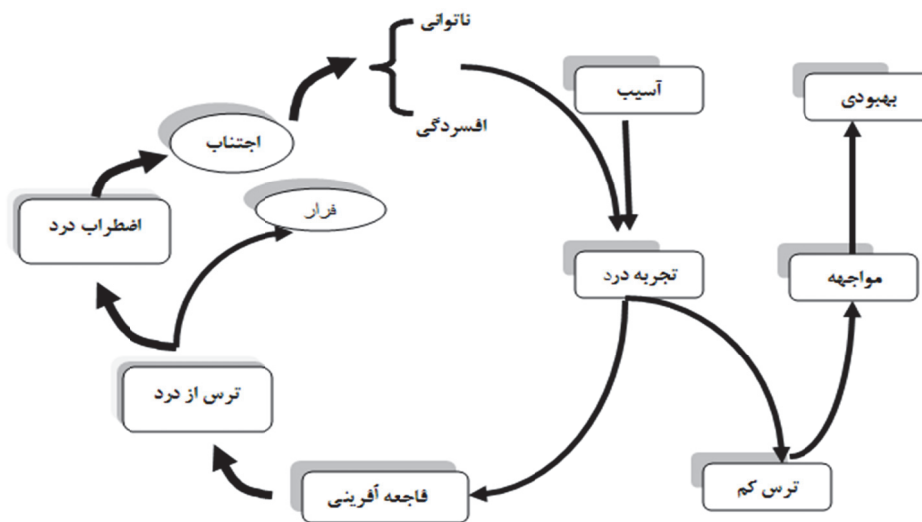 ناتوانی
آسیب
بهبودی
افسردگی
اجتناب
فرار
اضطراب درد
تجربه درد
مواجهه
ترس از درد
فاجعه آفرینی
ترس کم